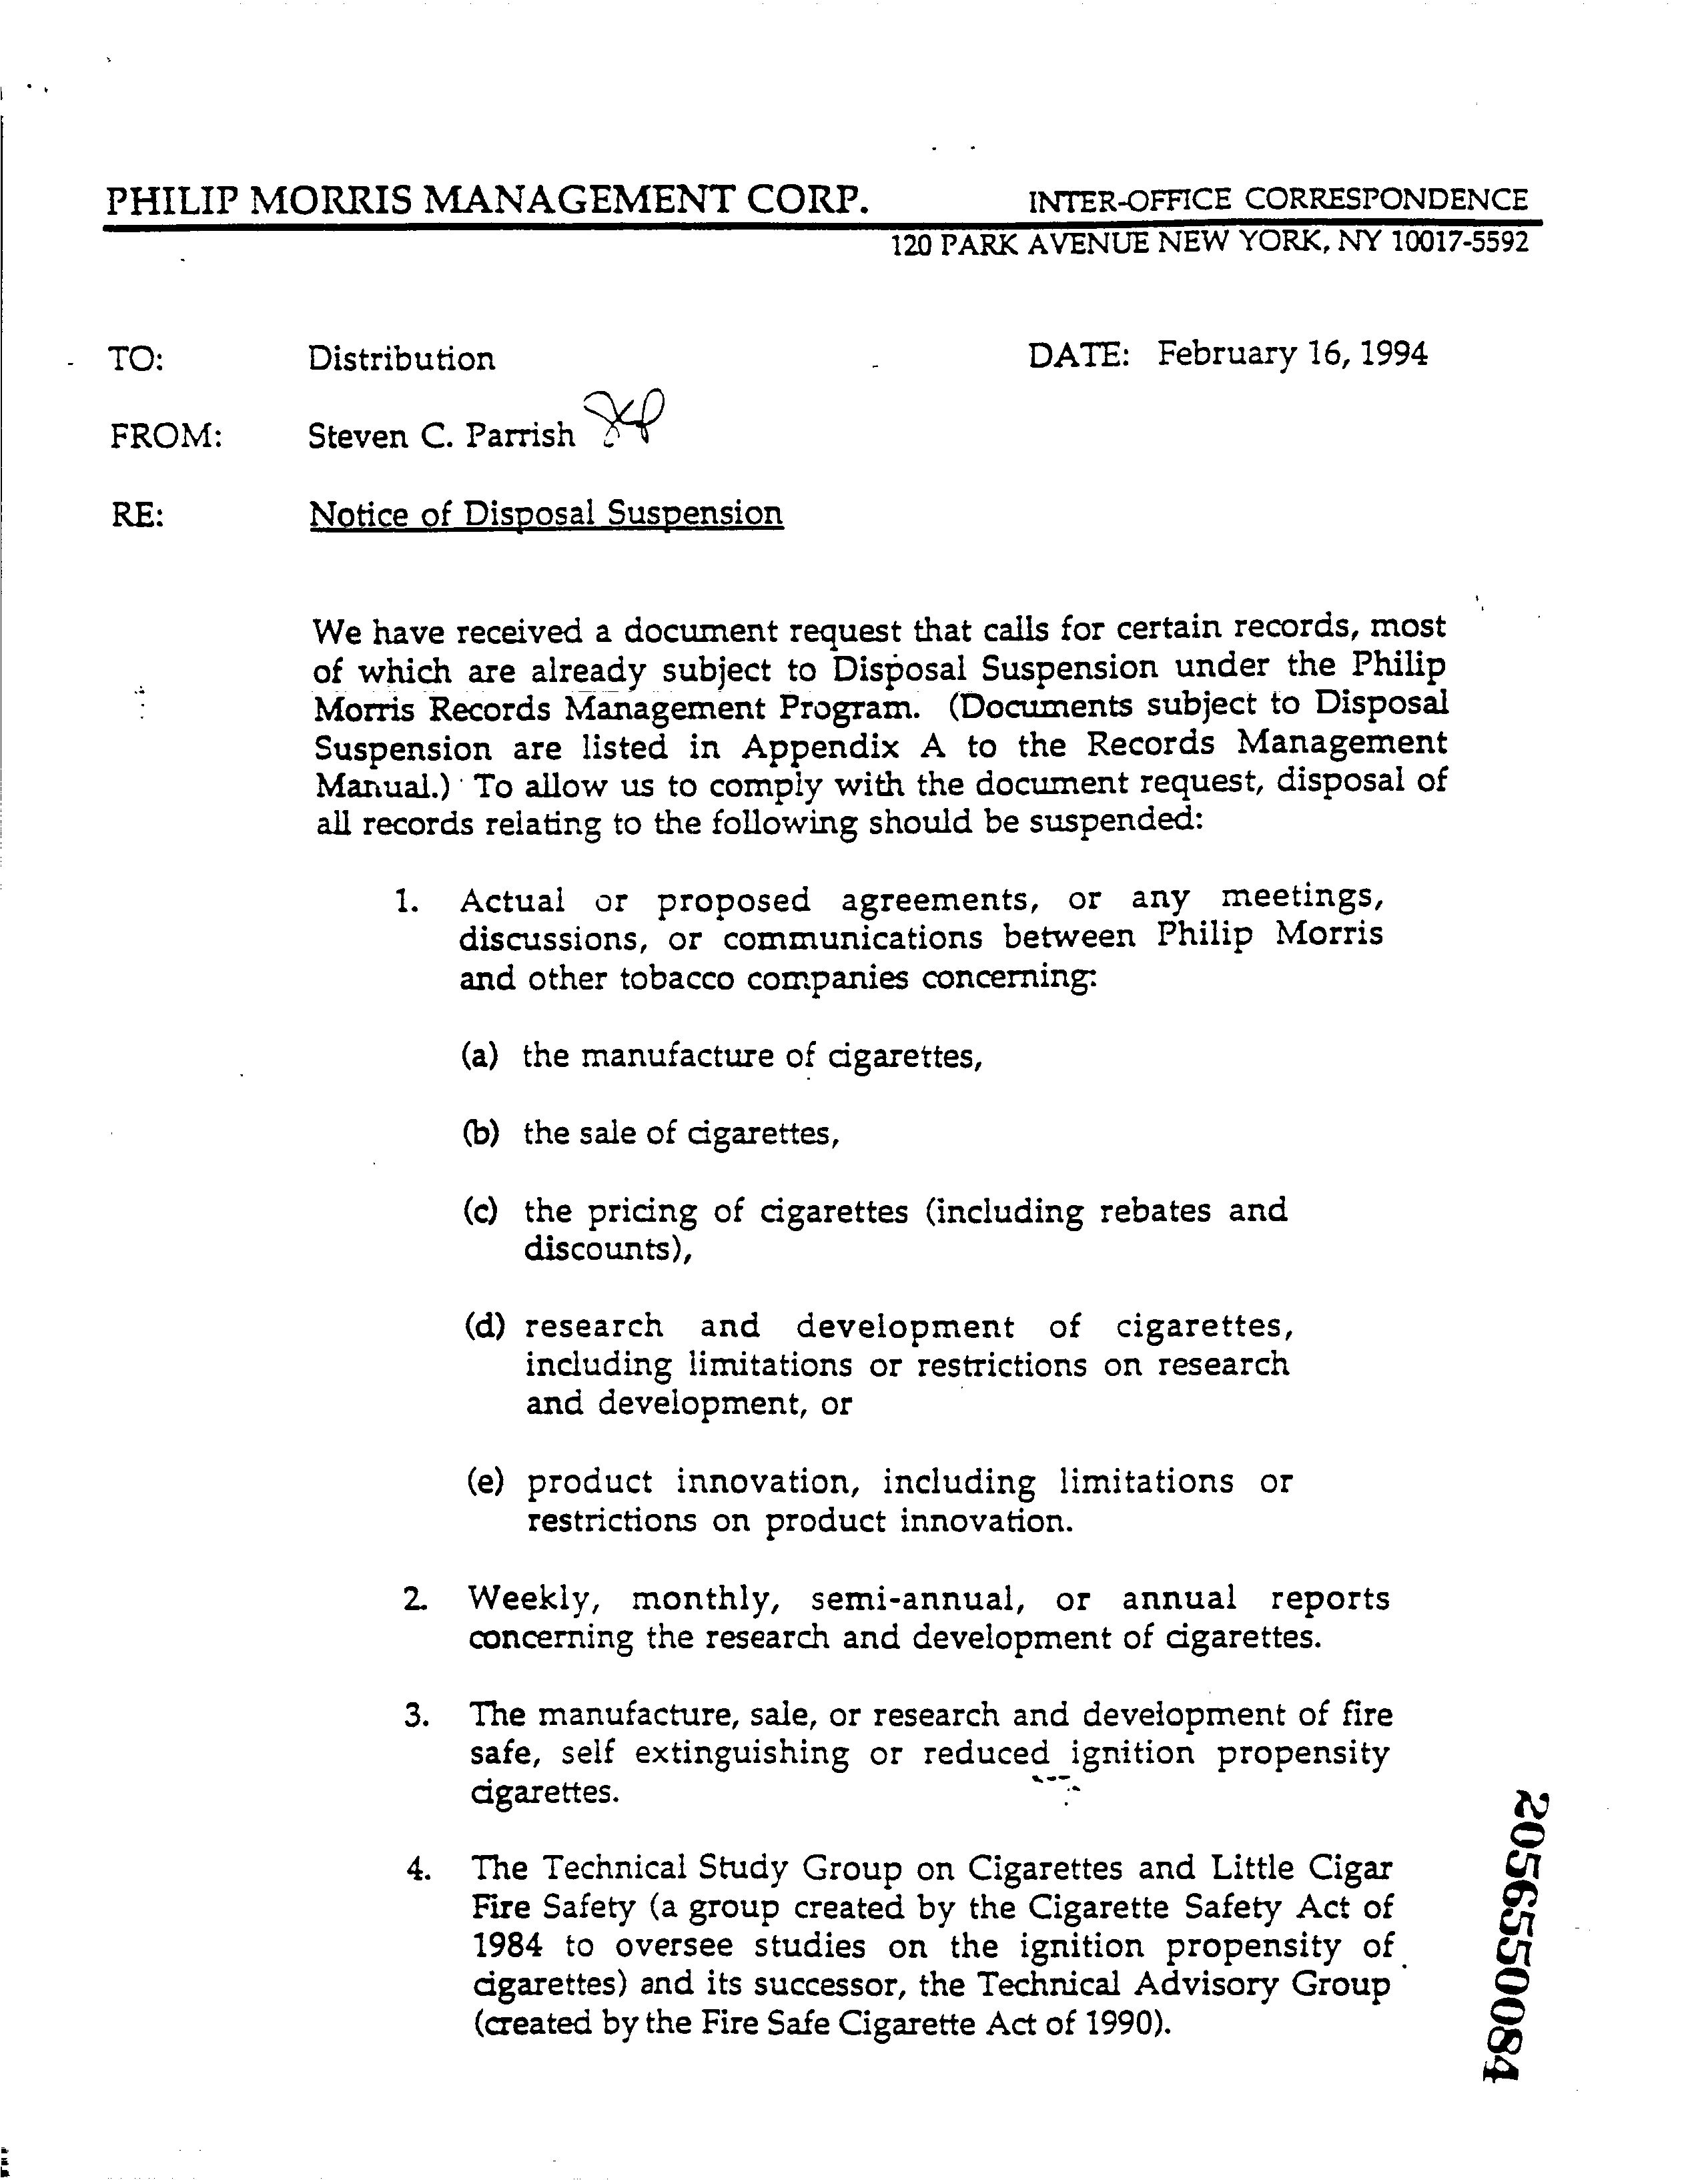 PHILIP MORRIS MANAGEMENT CORP. INTER-OFFICE CORRESPONDENCE
120 PARK AVENUE NEW YORK, NY 10017-5592
TO: Distribution DATE: February 16, 1994
FROM: Steven C. Parrish
RE: Notice of Disposal Suspension
We have received a document request that calls for certain records, most
of which are already subject to Disposal Suspension under the Philip
Morris Records Management Program. (Documents subject to Disposal
Suspension are listed in Appendix A to the Records Management
Manual.) To allow us to comply with the document request, disposal of
all records relating to the following should be suspended:
1. Actual or proposed agreements, or any meetings,
discussions, or communications between Philip Morris
and other tobacco companies concerning:
(a) the manufacture of cigarettes,
(b) the sale of cigarettes,
(c) the pricing of cigarettes (including rebates and
discounts),
(d) research and development of cigarettes,
including limitations or restrictions on research
and development, or
(e) product innovation, including limitations or
restrictions on product innovation.
2. Weekly, monthly, semi-annual, or annual reports
concerning the research and development of cigarettes.
3. The manufacture, sale, or research and development of fire
safe, self extinguishing or reduced ignition propensity
cigarettes.
4. The Technical Study Group on Cigarettes and Little Cigar
Fire Safety (a group created by the Cigarette Safety Act of
1984 to oversee studies on the ignition propensity of
cigarettes) and its successor, the Technical Advisory Group
(created by the Fire Safe Cigarette Act of 1990).
2056550084